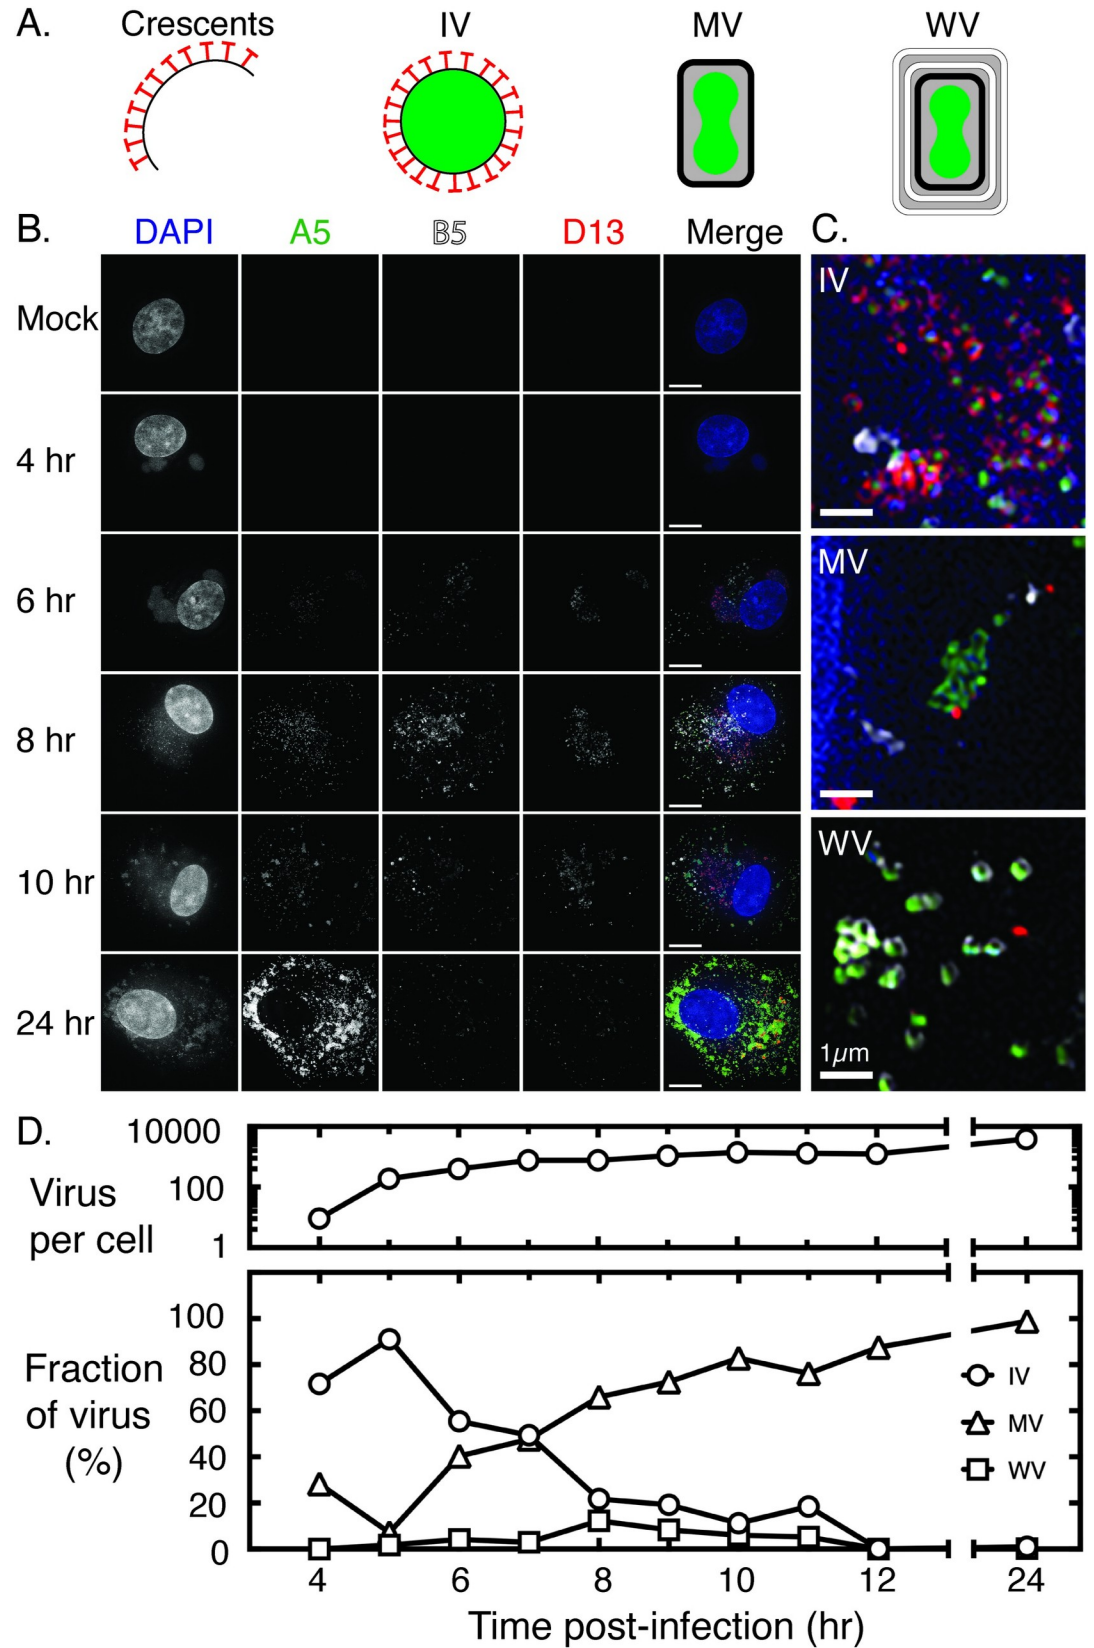 A.
Crescents IV MV WV
B. DAPI A5 B5 D13 Merge C.
Mock
4 hr
6 hr
8 hr
10 hr
24 hr
IV
MV
WV
1µm
D.
Virus
per cell
10000
100
1
Fraction
of virus
(%)
100
80
60
40
20
0
IV
MV
WV
4 6 8 10 12 24
Time post-infection (hr)